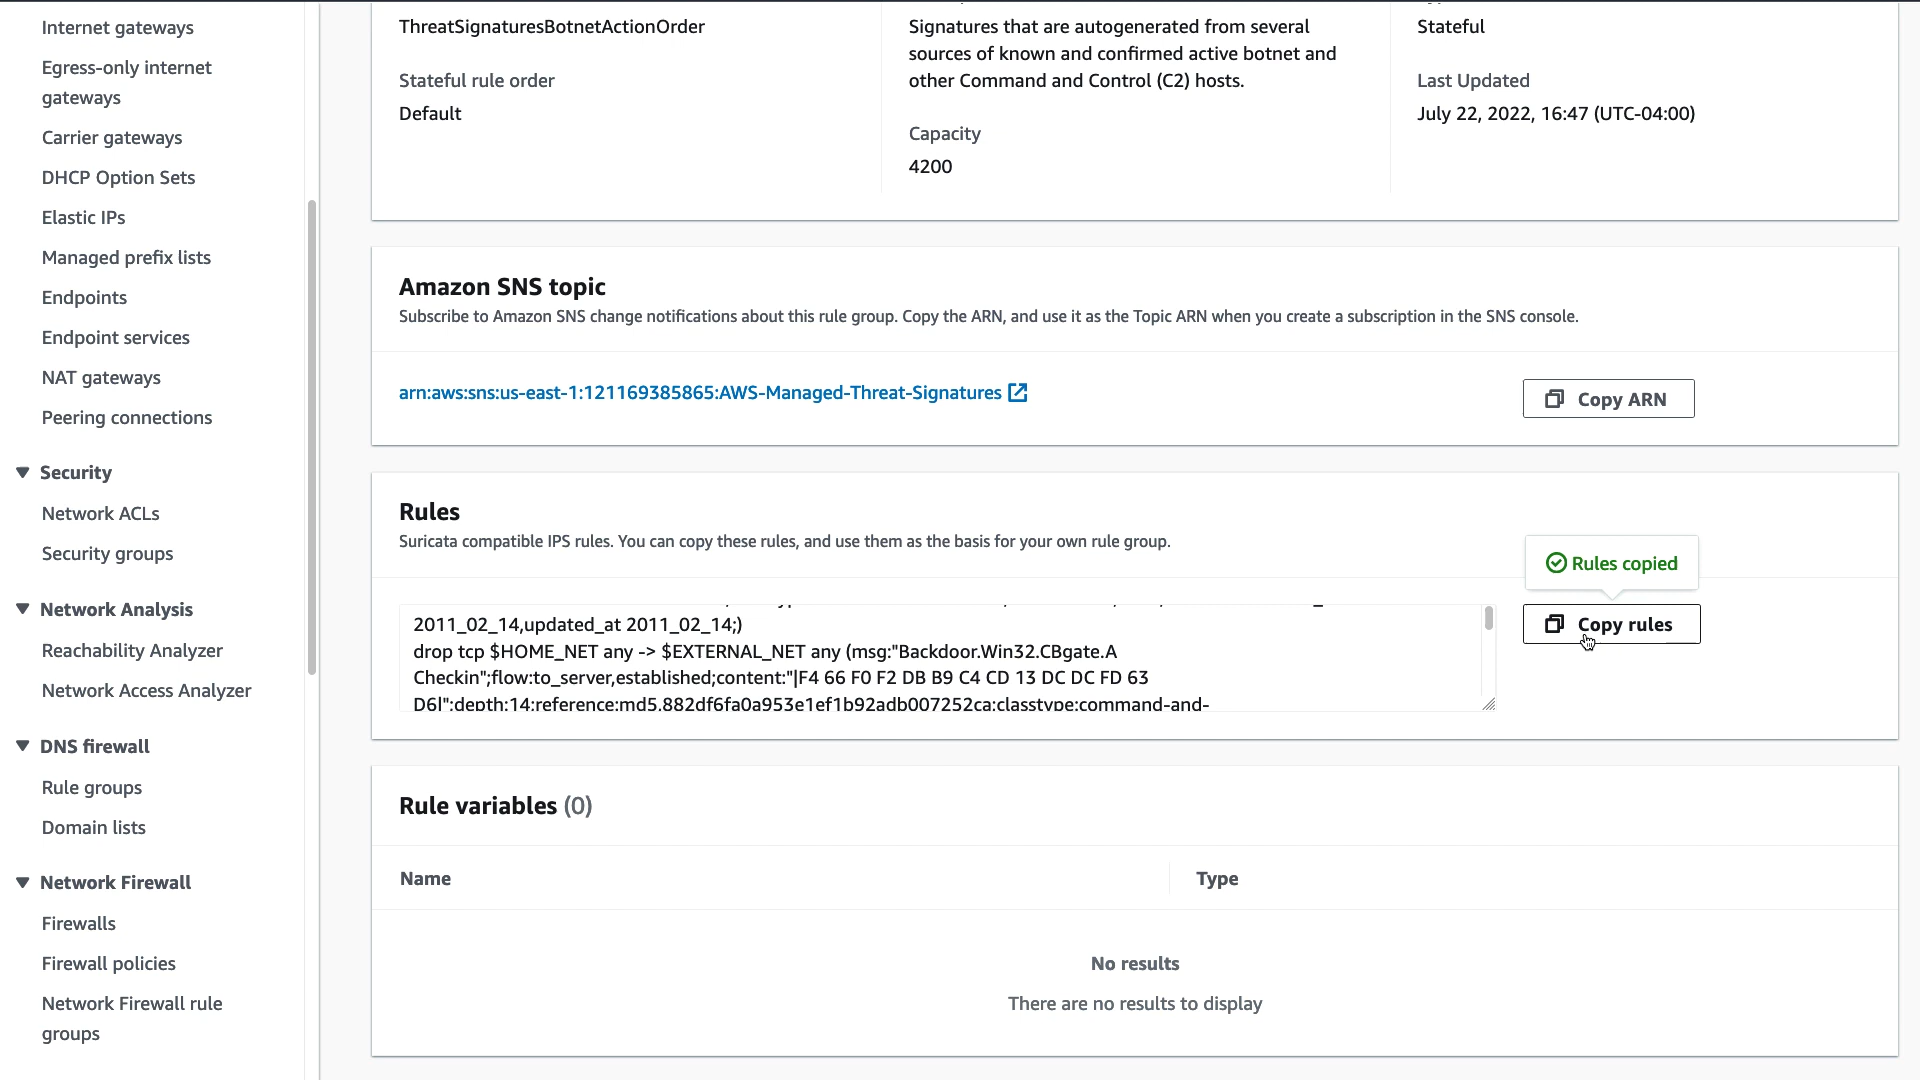 Internet gateways
Egress-only internet
gateways
Carrier gateways
DHCP Option Sets
Elastic IPs
Managed prefix lists
Endpoints
Endpoint services
NAT gateways
Peering connections
Security
Network ACLs
Security groups
Network Analysis
Reachability Analyzer
Network Access Analyzer
DNS firewall
Rule groups
Domain lists
Network Firewall
Firewalls
Firewall policies
Network Firewall rule
groups
ThreatSignaturesBotnetActionOrder
Stateful rule order
Default
Signatures that are autogenerated from several
sources of known and confirmed active botnet and
other Command and Control (C2) hosts.
Capacity
4200
Stateful
Last Updated
July 22, 2022, 16:47 (UTC-04:00)
Amazon SNS topic
Subscribe to Amazon SNS change notifications about this rule group. Copy the ARN, and use it as the Topic ARN when you create a subscription in the SNS console.
arn:aws:sns:us-east-1:121169385865:AWS-Managed-Threat-Signatures
Copy ARN
Rules
Suricata compatible IPS rules. You can copy these rules, and use them as the basis for your own rule group.
Rules copied
Copy rules
2011_02_14,updated_at 2011_02_14;)
drop tcp $HOME_NET any -> $EXTERNAL_NET any (msg:"Backdoor.Win32.CBgate.A
Checkin";flow:to_server,established;content:"|F4 66 F0 F2 DB B9 C4 CD 13 DC DC FD 63
D6|";depth:14;reference:md5,882df6fa0a953e1ef1b92adb007252ca;classtype:command-and-
Rule variables (0)
Name
Type
No results
There are no results to display